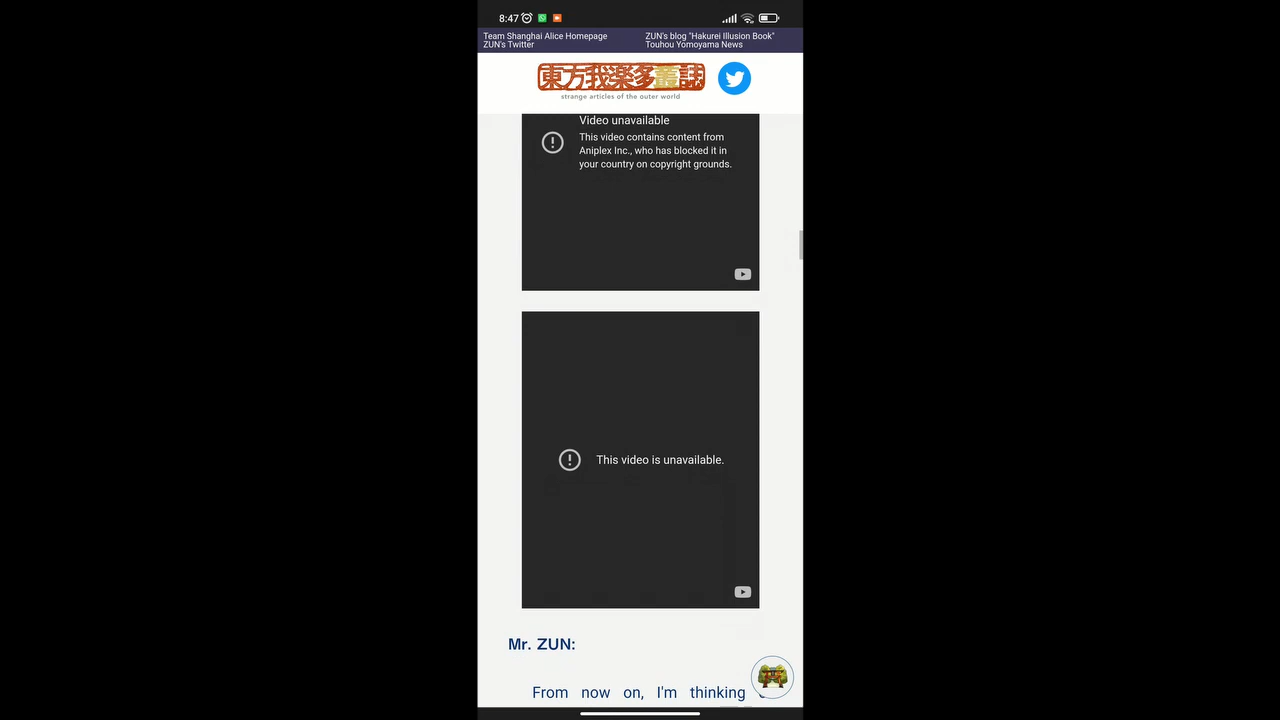 8:47
Team Shanghai Alice Homepage
ZUN's blog "Hakurei Illusion Book"
ZUN's Twitter
Touhou Yomoyama News
東方我楽多叢誌
strange articles of the outer world
Video unavailable
This video contains content from
Aniplex Inc., who has blocked it in
your country on copyright grounds.
This video is unavailable.
Mr. ZUN:
From now on, I'm thinking